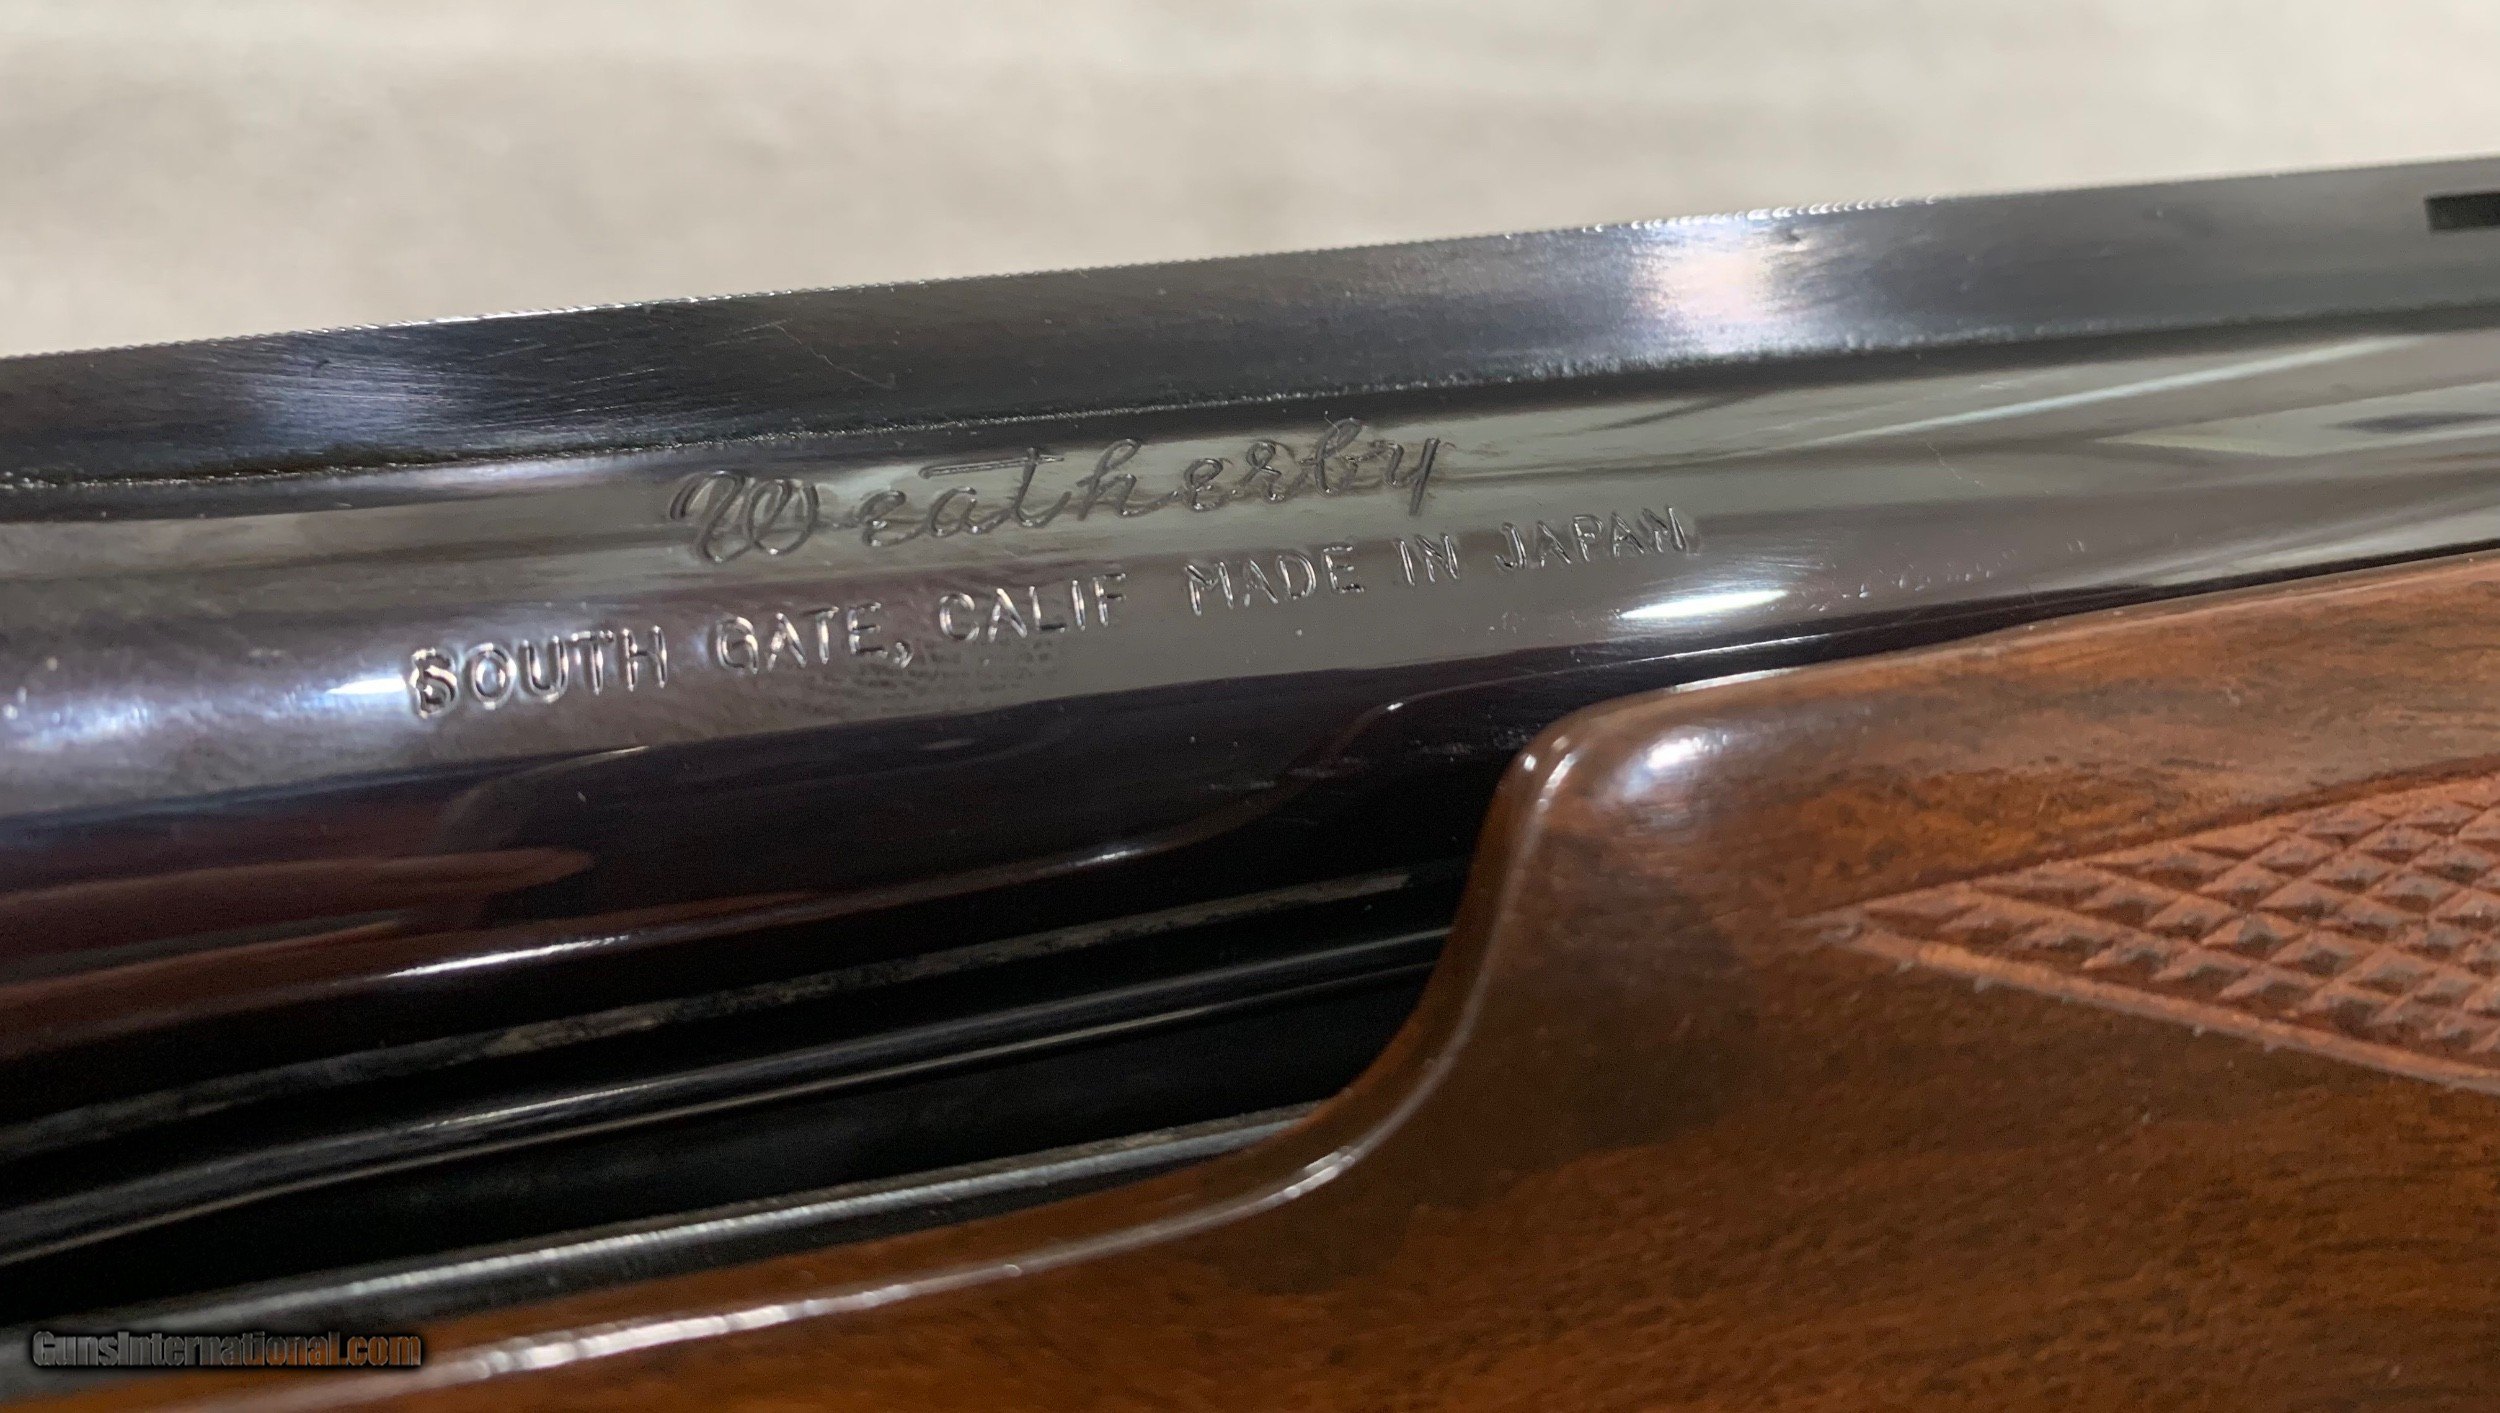 Weatherby
SOUTH GATE, CALIF MADE IN JAPAN
GunsInternational.com